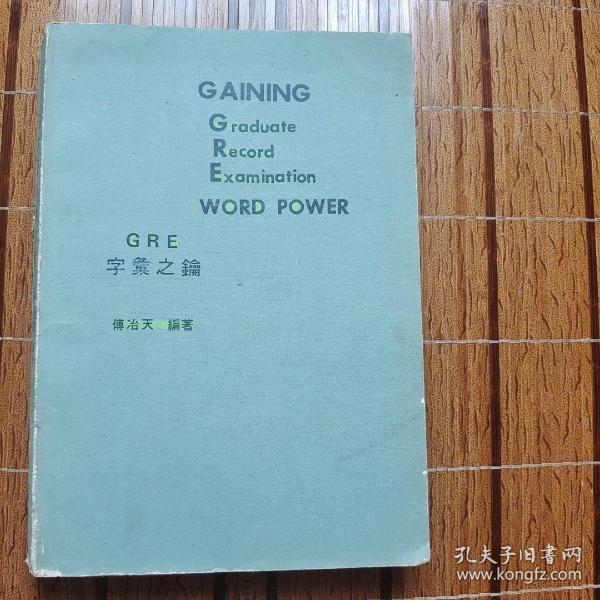 GAINING
Graduate
Record
Examination
WORD POWER
GRE
字彙之鑰
傅冶天 編著
孔夫子旧书网
www.kongfz.com